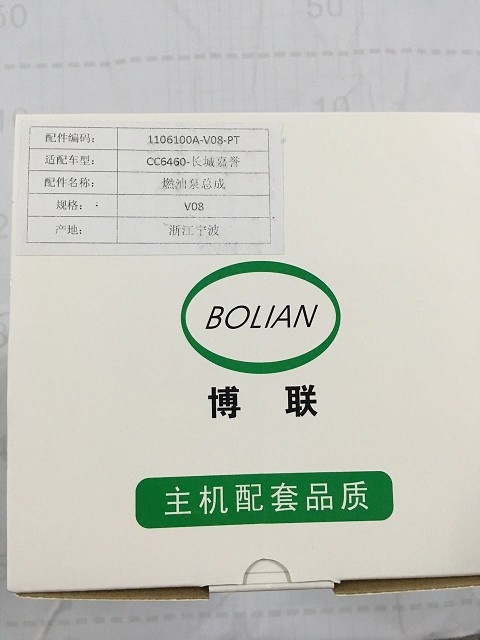 配件编码： 1106100A-V08-PT
适配车型： CC6460-长城嘉誉
配件名称： 燃油泵总成
规格： V08
产地： 浙江宁波
BOLIAN
博 联
主机配套品质
50
10